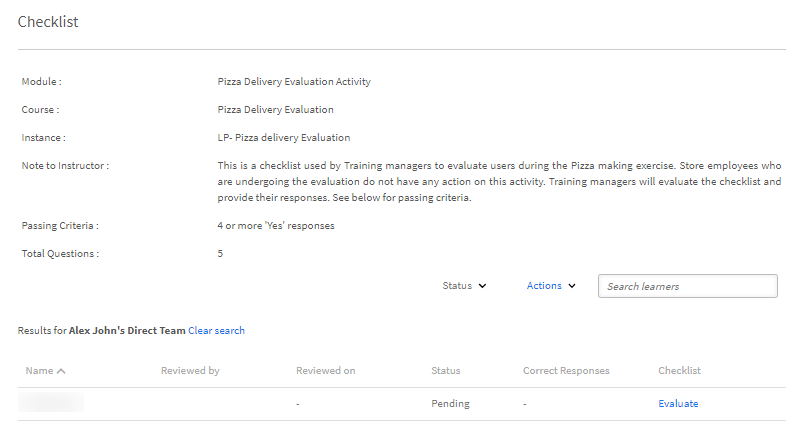 Checklist
Module : Pizza Delivery Evaluation Activity
Course : Pizza Delivery Evaluation
Instance : LP- Pizza delivery Evaluation
Note to Instructor : This is a checklist used by Training managers to evaluate users during the Pizza making exercise. Store employees who
are undergoing the evaluation do not have any action on this activity. Training managers will evaluate the checklist and
provide their responses. See below for passing criteria.
Passing Criteria : 4 or more 'Yes' responses
Total Questions : 5
Status Actions Search learners
Results for Alex John's Direct Team Clear search
Name Reviewed by Reviewed on Status Correct Responses Checklist
- Pending - Evaluate